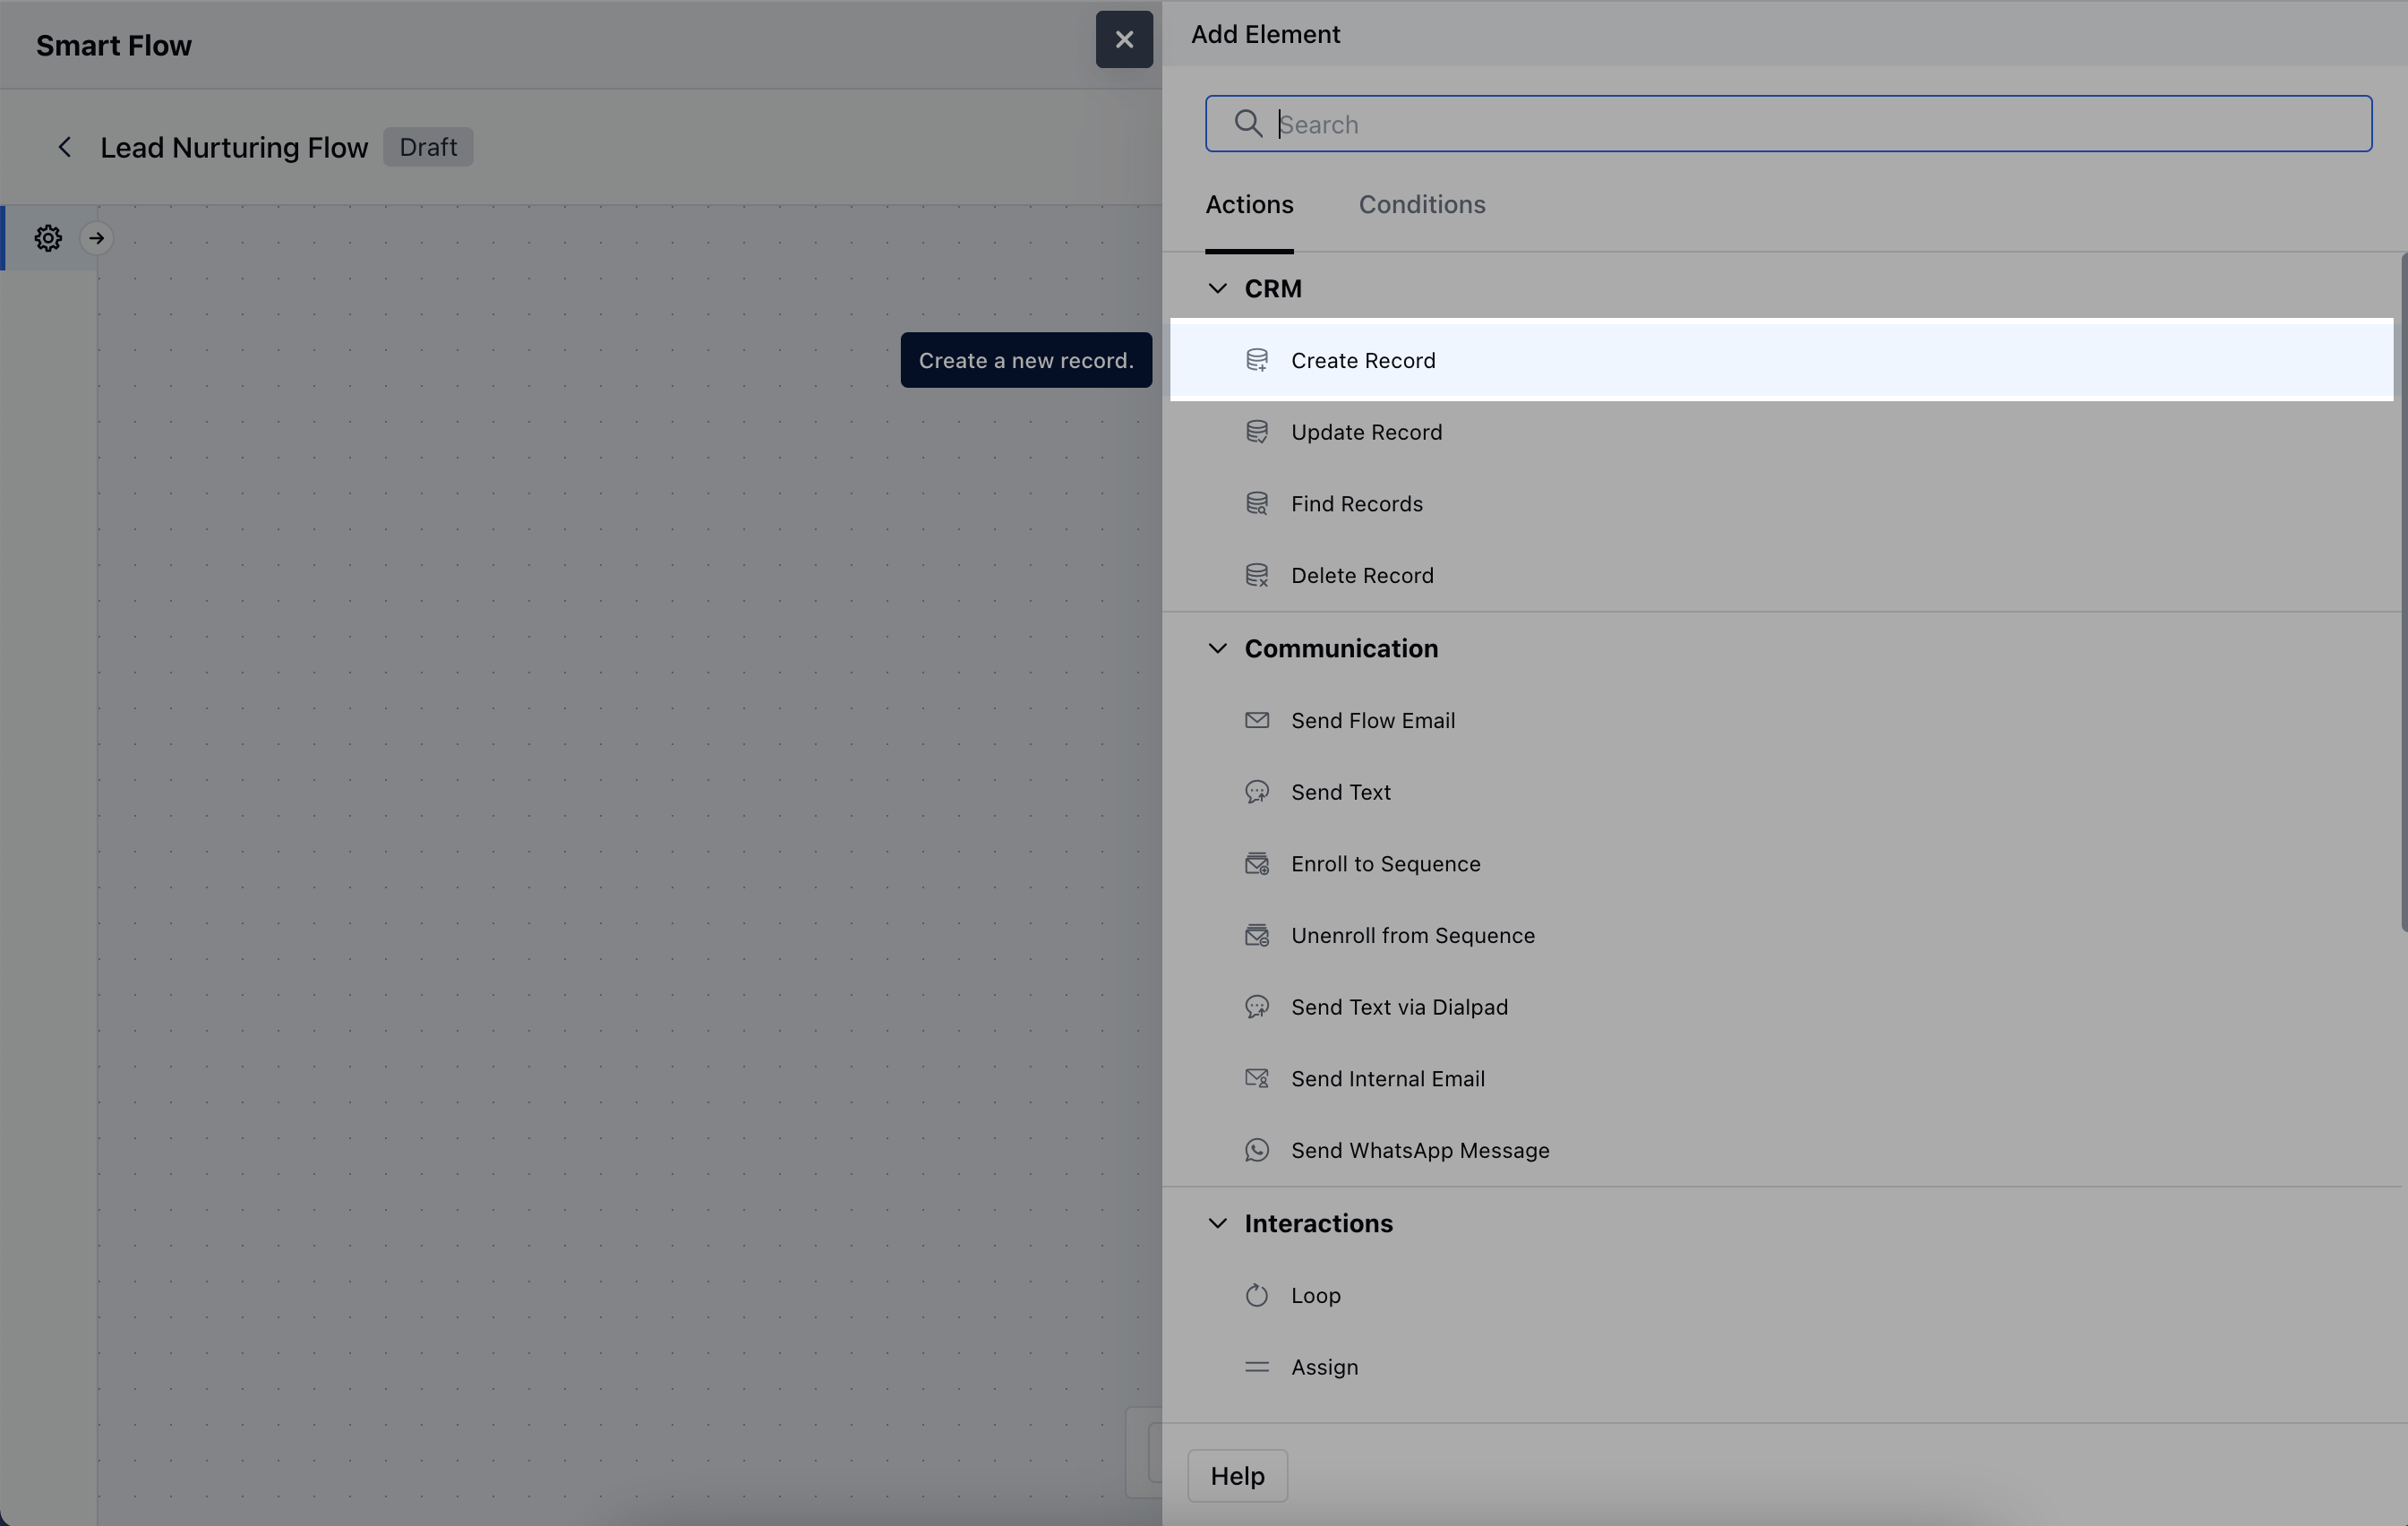 Smart Flow
Add Element
Search
Lead Nurturing Flow
Draft
Actions
Conditions
CRM
Create a new record.
Create Record
Update Record
Find Records
Delete Record
Communication
Send Flow Email
Send Text
Enroll to Sequence
Unenroll from Sequence
Send Text via Dialpad
Send Internal Email
Send WhatsApp Message
Interactions
Loop
Assign
Help